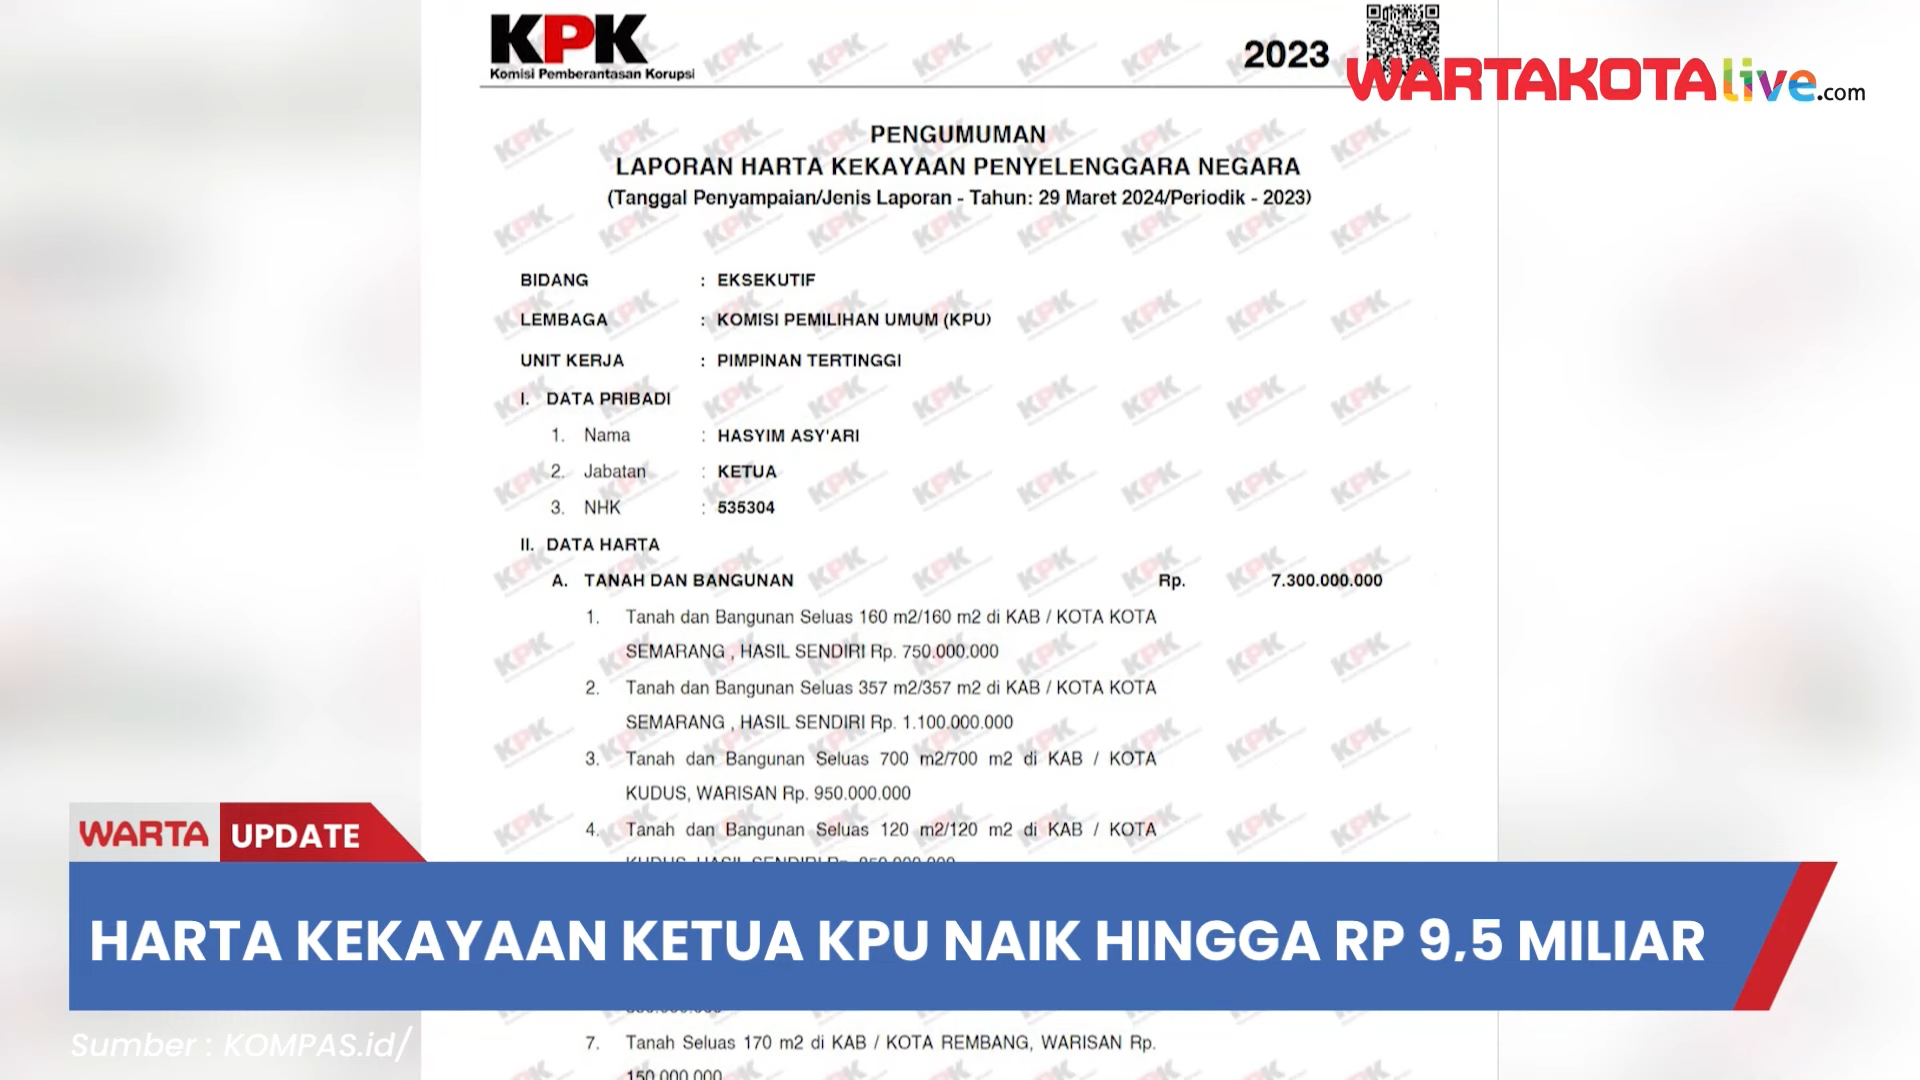 KPK
Komisi Pemberantasan Korupsi
2023
WARTAKOTAlive.com
PENGUMUMAN
LAPORAN HARTA KEKAYAAN PENYELENGGARA NEGARA
(Tanggal Penyampaian/Jenis Laporan - Tahun: 29 Maret 2024/Periodik - 2023)
BIDANG : EKSEKUTIF
LEMBAGA : KOMISI PEMILIHAN UMUM (KPU)
UNIT KERJA : PIMPINAN TERTINGGI
I. DATA PRIBADI
1. Nama : HASYIM ASY'ARI
2. Jabatan : KETUA
3. NHK : 535304
II. DATA HARTA
A. TANAH DAN BANGUNAN Rp. 7.300.000.000
1. Tanah dan Bangunan Seluas 160 m2/160 m2 di KAB / KOTA KOTA
SEMARANG , HASIL SENDIRI Rp. 750.000.000
2. Tanah dan Bangunan Seluas 357 m2/357 m2 di KAB / KOTA KOTA
SEMARANG , HASIL SENDIRI Rp. 1.100.000.000
3. Tanah dan Bangunan Seluas 700 m2/700 m2 di KAB / KOTA
KUDUS, WARISAN Rp. 950.000.000
4. Tanah dan Bangunan Seluas 120 m2/120 m2 di KAB / KOTA
KUDUS, HASIL SENDIRI Rp.
WARTA UPDATE
HARTA KEKAYAAN KETUA KPU NAIK HINGGA RP 9,5 MILIAR
Sumber : KOMPAS.id/
7. Tanah Seluas 170 m2 di KAB / KOTA REMBANG, WARISAN Rp.
150.000.000